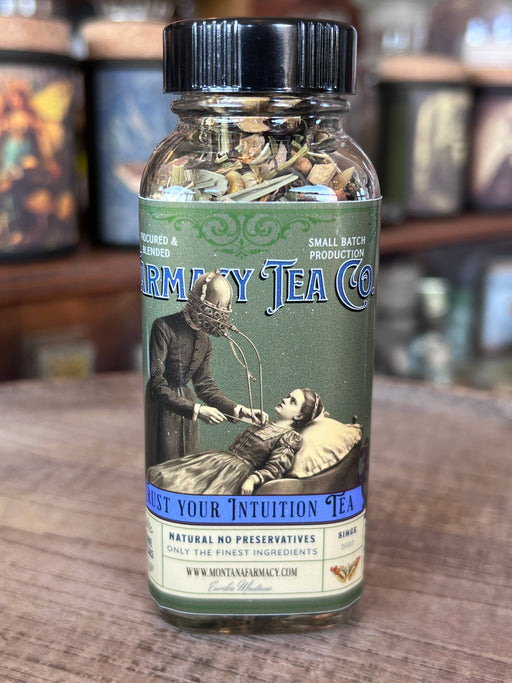 PROCURED &
BLENDED
SMALL BATCH
PRODUCTION
FARMACY TEA CO.
TRUST YOUR INTUITION TEA
NATURAL NO PRESERVATIVES
ONLY THE FINEST INGREDIENTS
SINCE
2007
WWW.MONTANAFARMACY.COM
Eureka Montana